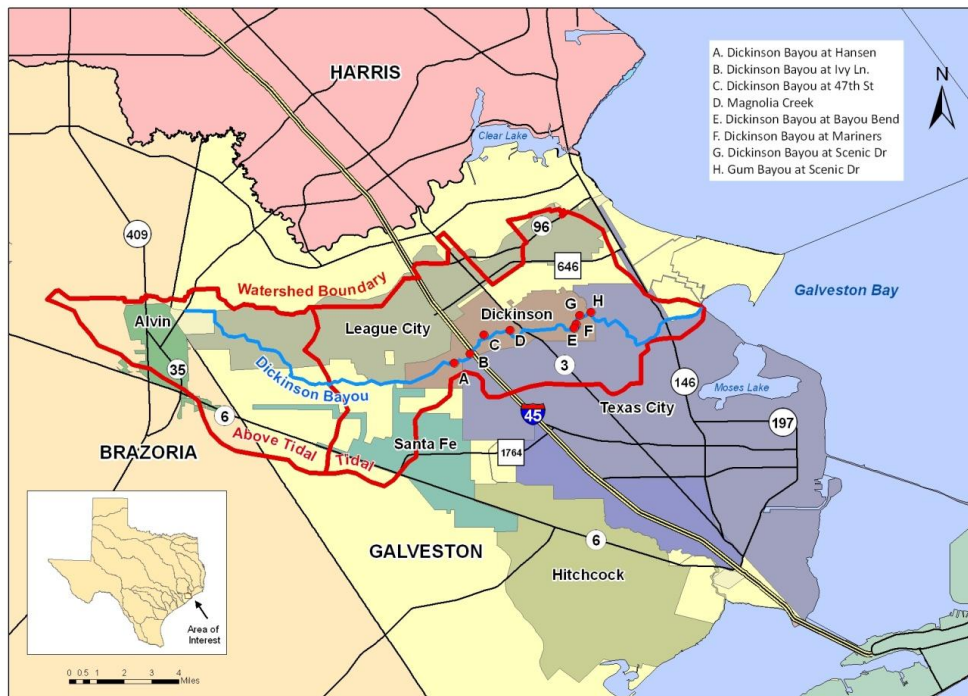 HARRIS
A. Dickinson Bayou at Hansen
B. Dickinson Bayou at Ivy Ln.
C. Dickinson Bayou at 47th St
D. Magnolia Creek
E. Dickinson Bayou at Bayou Bend
F. Dickinson Bayou at Mariners
G. Dickinson Bayou at Scenic Dr
H. Gum Bayou at Scenic Dr
N
Clear Lake
409
96
646
Watershed Boundary
Galveston Bay
Alvin
League City
Dickinson
G
H
F
E
C
D
B
A
35
Dickinson Bayou
3
146
Moses Lake
6
45
Texas City
197
Above Tidal
Tidal
Santa Fe
1764
BRAZORIA
GALVESTON
6
Hitchcock
Area of
Interest
0 0.5 1 2 3 4
Miles